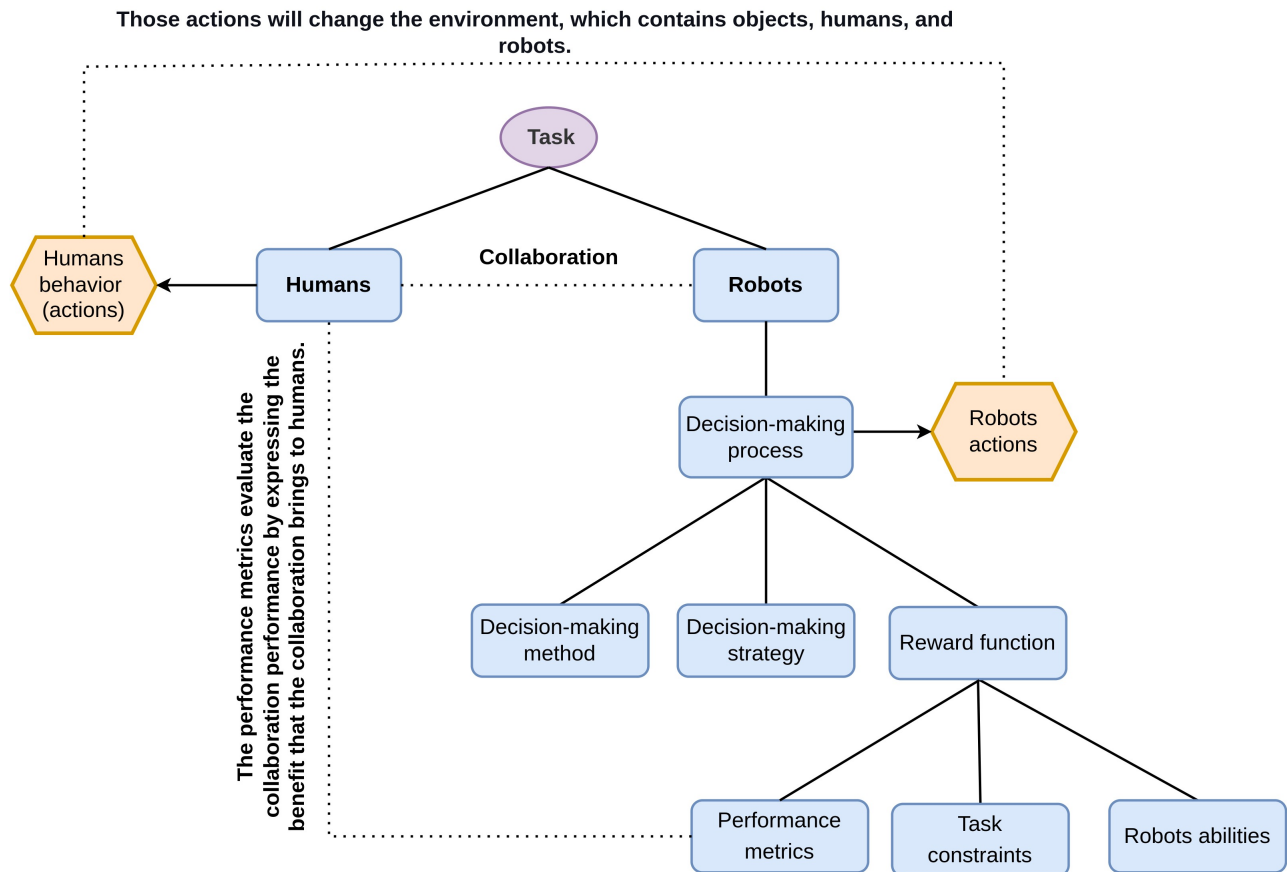 Those actions will change the environment, which contains objects, humans, and
robots.
Task
Humans
behavior
(actions)
Humans
Collaboration
Robots
The performance metrics evaluate the
collaboration performance by expressing the
benefit that the collaboration brings to humans.
Decision-making
process
Robots
actions
Decision-making
method
Decision-making
strategy
Reward function
Performance
metrics
Task
constraints
Robots abilities